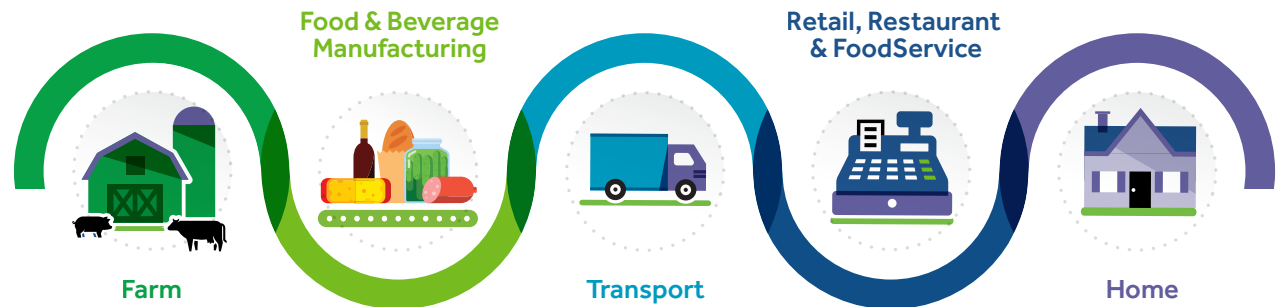 Farm
Food & Beverage
Manufacturing
Transport
Retail, Restaurant
& FoodService
Home